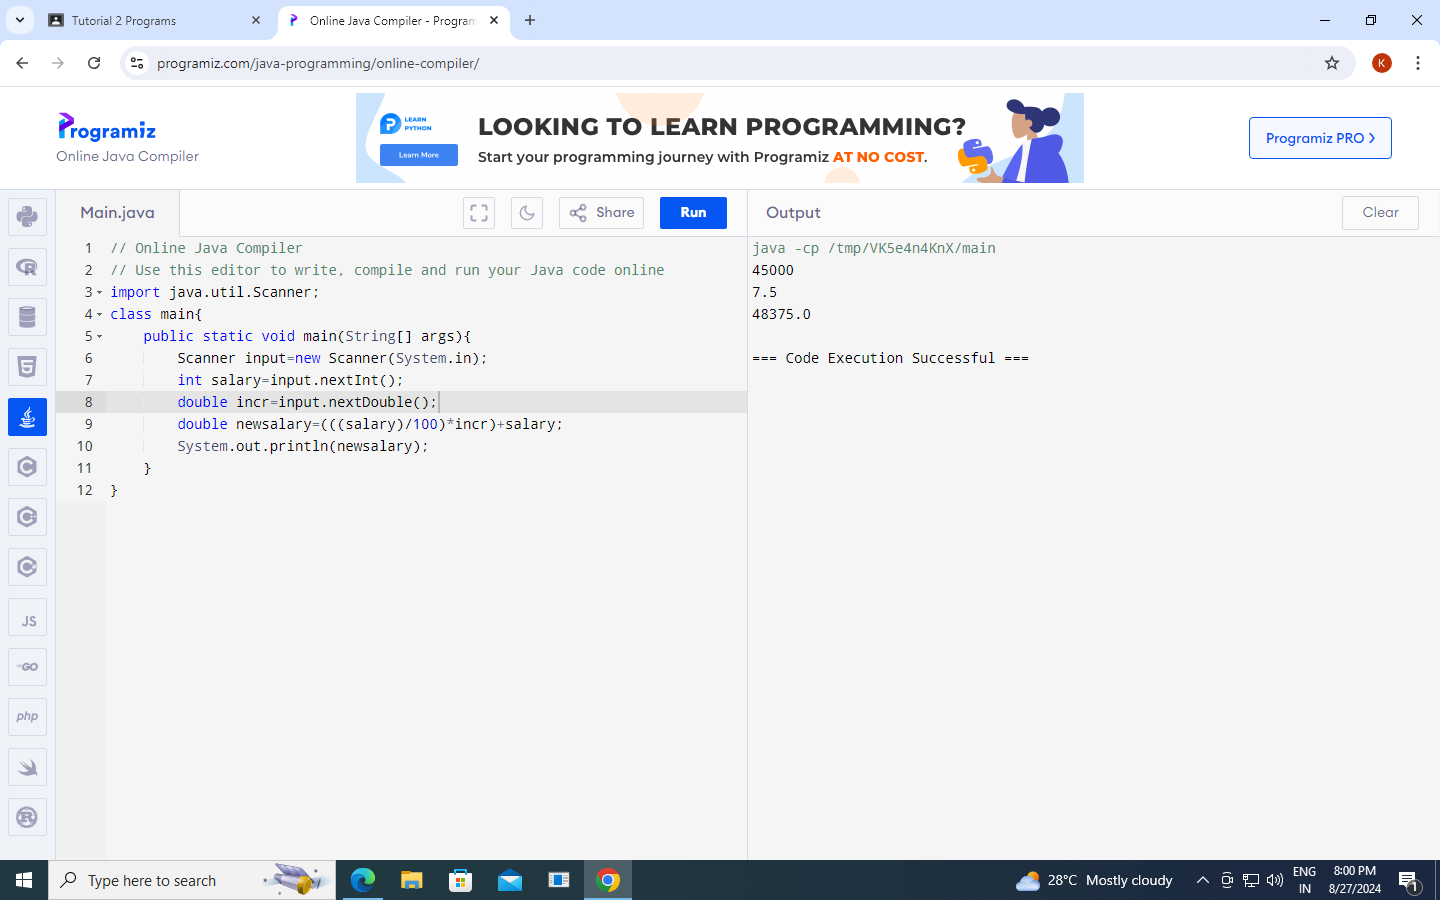 Tutorial 2 Programs
Online Java Compiler - Program
programiz.com/java-programming/online-compiler/
K
Programiz
Online Java Compiler
LEARN
PYTHON
Learn More
LOOKING TO LEARN PROGRAMMING?
Start your programming journey with Programiz AT NO COST.
Programiz PRO
Main.java
Share
Run
Output
Clear
1 // Online Java Compiler
2 // Use this editor to write, compile and run your Java code online
3 import java.util.Scanner;
4 class main{
5 public static void main(String[] args){
6 Scanner input=new Scanner(System.in);
7 int salary=input.nextInt();
8 double incr=input.nextDouble();
9 double newsalary=(((salary)/100)*incr)+salary;
10 System.out.println(newsalary);
11 }
12 }
java -cp /tmp/VK5e4n4KnX/main
45000
7.5
48375.0
=== Code Execution Successful ===
R
5
C
C
C
JS
GO
php
R
Type here to search
28°C Mostly cloudy
ENG
IN
8:00 PM
8/27/2024
1